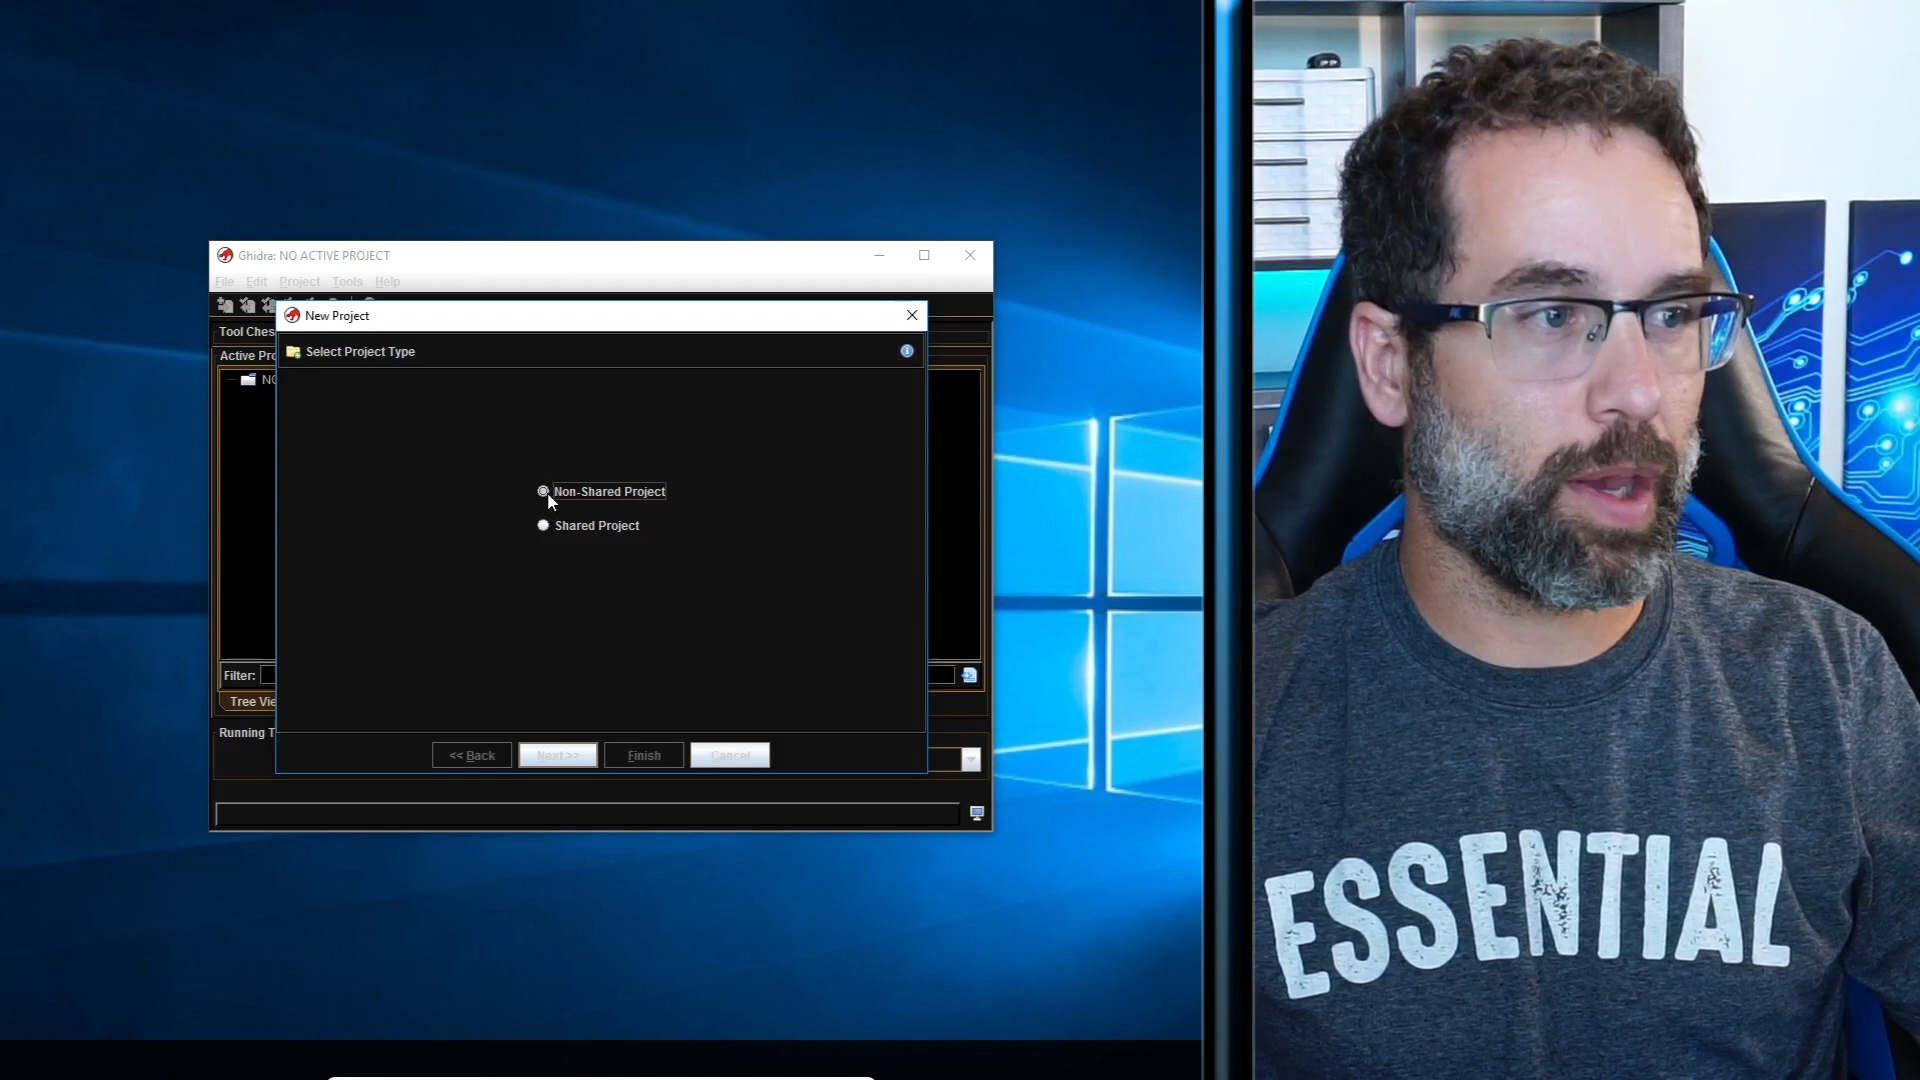 Ghidra: NO ACTIVE PROJECT
File Edit Project Tools Help
New Project
Tool Ches
Select Project Type
Active Pro
NO
Non-Shared Project
Shared Project
Filter:
Tree Vie
Running T
<< Back Next >> Finish Cancel
ESSENTIAL